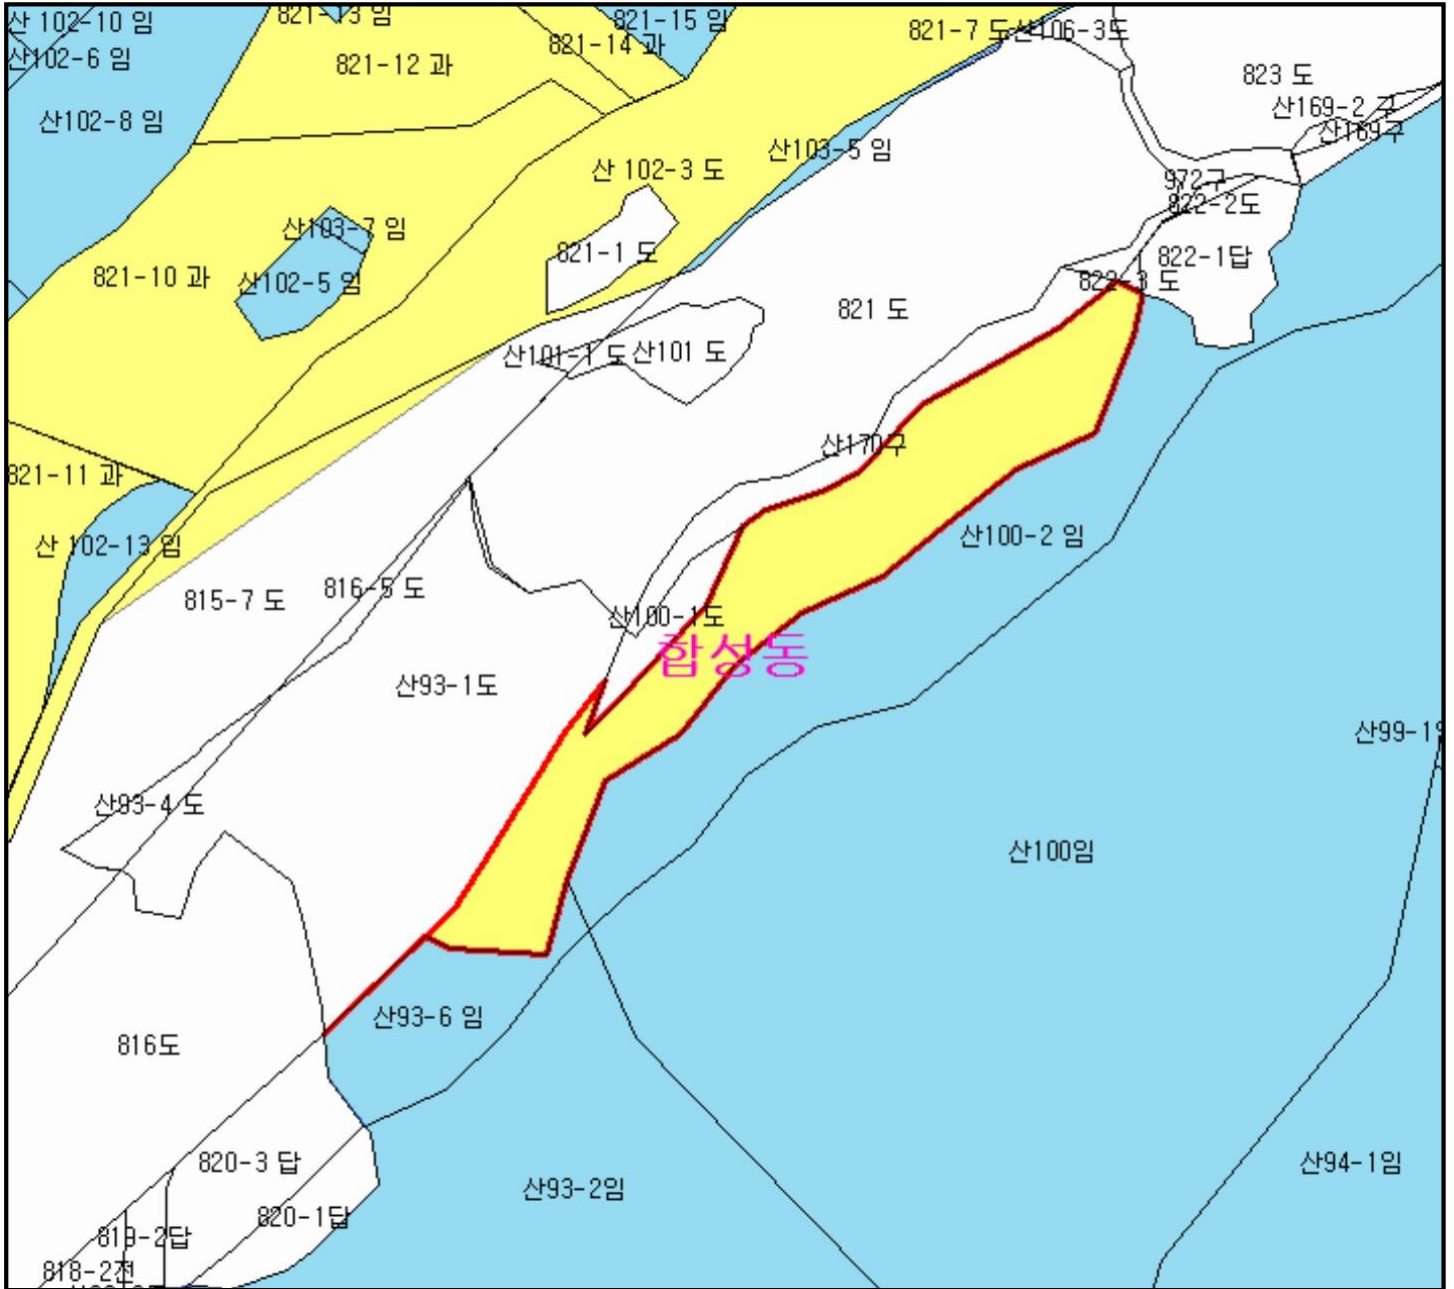 산 102-10 임
821-13 임
821-15 임
821-7 도
산106-3도
821-14 과
산102-6 임
821-12 과
823 도
산169-2 구
산102-8 임
산169구
산103-5 임
산 102-3 도
972구
822-2도
산103-7 임
821-1 도
822-1답
821-10 과
산102-5 임
822-3 도
821 도
산101-1 도
산101 도
산170구
821-11 과
산100-2 임
산 102-13 임
816-5 도
815-7 도
산100-1도
합성동
산93-1도
산99-1
산93-4 도
산100임
산93-6 임
816도
820-3 답
산94-1임
산93-2임
820-1답
819-2답
818-2전